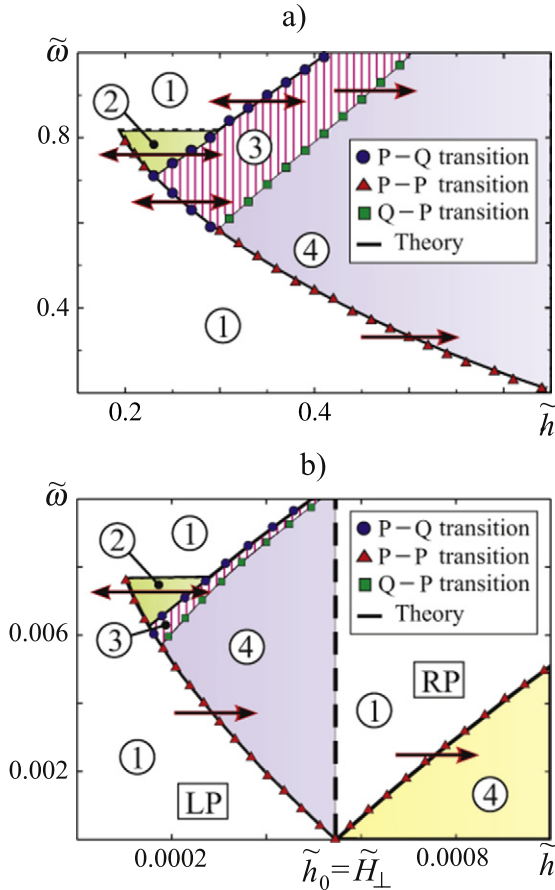 a)
ω̃
①
②
0.8
③
P–Q transition
P–P transition
Q–P transition
Theory
④
0.4
①
0.2
0.4
h̃
b)
ω̃
①
②
P–Q transition
P–P transition
Q–P transition
Theory
0.006
③
④
RP
①
0.002
①
LP
④
0.0002
h̃₀=H̃⊥
0.0008
h̃